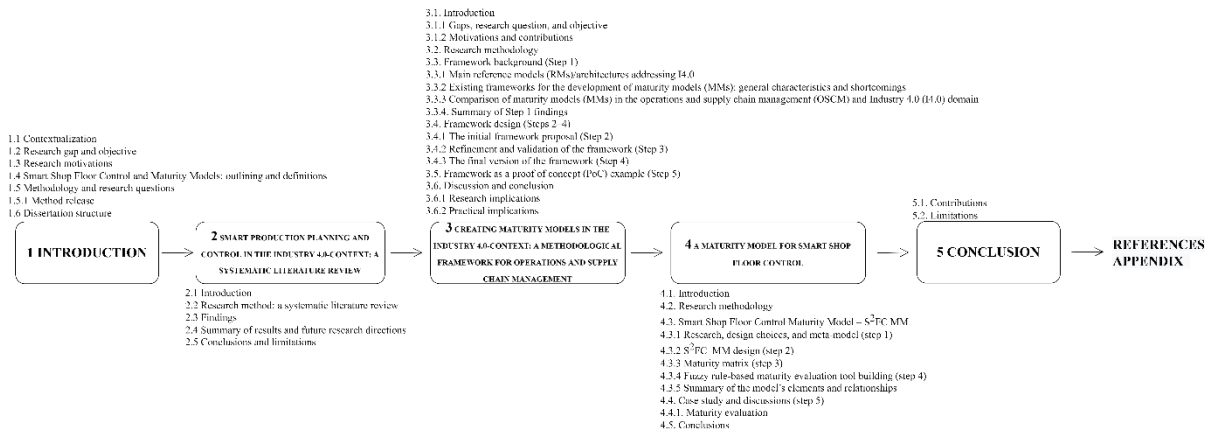 1.1 Contextualization
1.2 Research gap and objective
1.3 Research motivations
1.4 Smart Shop Floor Control and Maturity Models: outlining and definitions
1.5 Methodology and research questions
1.5.1 Method release
1.6 Dissertation structure
1 INTRODUCTION
2 SMART PRODUCTION PLANNING AND
CONTROL IN THE INDUSTRY 4.0-CONTEXT: A
SYSTEMATIC LITERATURE REVIEW
2.1 Introduction
2.2 Research method: a systematic literature review
2.3 Findings
2.4 Summary of results and future research directions
2.5 Conclusions and limitations
3.1. Introduction
3.1.1 Gaps, research question, and objective
3.1.2 Motivations and contributions
3.2. Research methodology
3.3. Framework background (Step 1)
3.3.1 Main reference models (RMs)/architectures addressing I4.0
3.3.2 Existing frameworks for the development of maturity models (MMs): general characteristics and shortcomings
3.3.3 Comparison of maturity models (MMs) in the operations and supply chain management (OSCM) and Industry 4.0 (I4.0) domain
3.3.4. Summary of Step 1 findings
3.4. Framework design (Steps 2–4)
3.4.1 The initial framework proposal (Step 2)
3.4.2 Refinement and validation of the framework (Step 3)
3.4.3 The final version of the framework (Step 4)
3.5. Framework as a proof of concept (PoC) example (Step 5)
3.6. Discussion and conclusion
3.6.1 Research implications
3.6.2 Practical implications
3 CREATING MATURITY MODELS IN THE
INDUSTRY 4.0-CONTEXT: A METHODOLOGICAL
FRAMEWORK FOR OPERATIONS AND SUPPLY
CHAIN MANAGEMENT
4 A MATURITY MODEL FOR SMART SHOP
FLOOR CONTROL
4.1. Introduction
4.2. Research methodology
4.3. Smart Shop Floor Control Maturity Model – S²FC MM
4.3.1 Research, design choices, and meta-model (step 1)
4.3.2 S²FC MM design (step 2)
4.3.3 Maturity matrix (step 3)
4.3.4 Fuzzy rule-based maturity evaluation tool building (step 4)
4.3.5 Summary of the model's elements and relationships
4.4. Case study and discussions (step 5)
4.4.1. Maturity evaluation
4.5. Conclusions
5.1. Contributions
5.2. Limitations
5 CONCLUSION
REFERENCES
APPENDIX